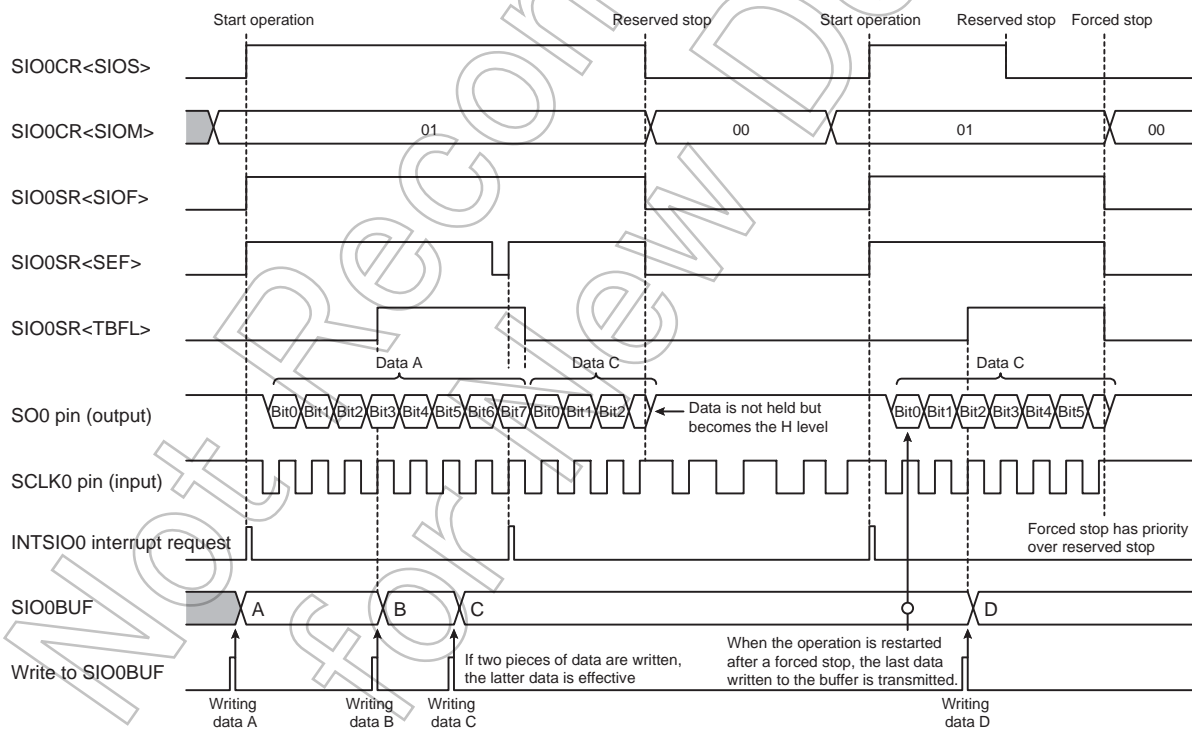 Start operation
Reserved stop
Start operation
Reserved stop
Forced stop
SIO0CR<SIOS>
SIO0CR<SIOM>
01
00
01
00
SIO0SR<SIOF>
SIO0SR<SEF>
SIO0SR<TBFL>
Data A
Data C
Data C
SO0 pin (output)
Bit0 Bit1 Bit2 Bit3 Bit4 Bit5 Bit6 Bit7 Bit0 Bit1 Bit2
Data is not held but
becomes the H level
Bit0 Bit1 Bit2 Bit3 Bit4 Bit5
SCLK0 pin (input)
INTSIO0 interrupt request
Forced stop has priority
over reserved stop
SIO0BUF
A
B
C
D
Write to SIO0BUF
If two pieces of data are written,
the latter data is effective
When the operation is restarted
after a forced stop, the last data
written to the buffer is transmitted.
Writing
data A
Writing
data B
Writing
data C
Writing
data D
Not Recom
for New D